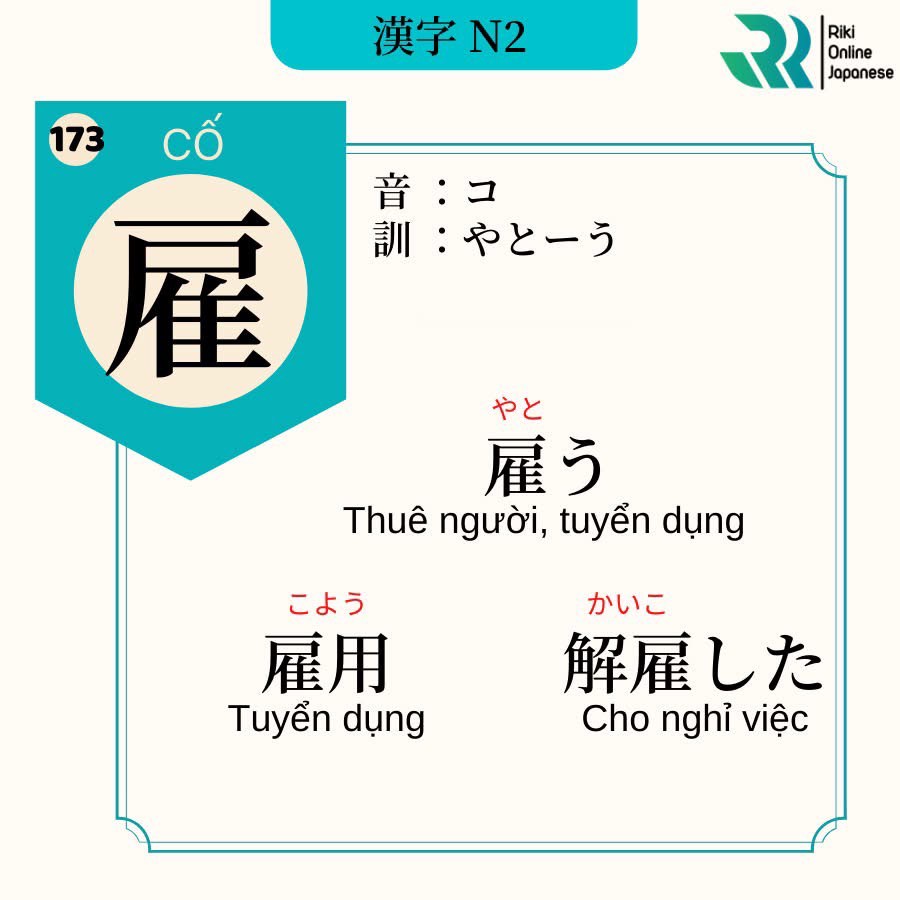 漢字 N2
Riki
Online
Japanese
173
CỐ
雇
音 ：コ
訓 ：やとーう
やと
雇う
Thuê người, tuyển dụng
こよう
雇用
Tuyển dụng
かいこ
解雇した
Cho nghỉ việc